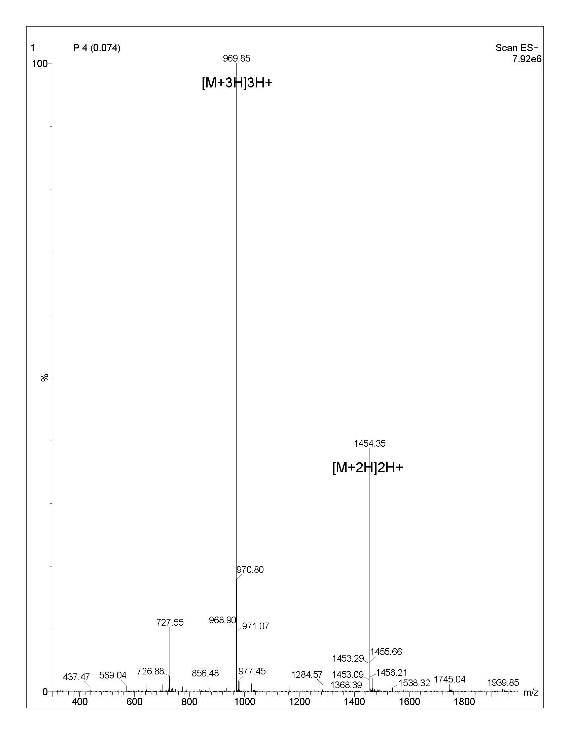 1 P 4 (0.074) Scan ES+
7.92e6
969.85
100
[M+3H]3H+
%
1454.35
[M+2H]2H+
970.80
727.55 968.90 971.07
1453.29 1455.66
437.47 569.04 726.88 856.48 977.45 1284.57 1453.09 1456.21
1368.39 1538.32 1745.04 1939.85
0 m/z
400 600 800 1000 1200 1400 1600 1800